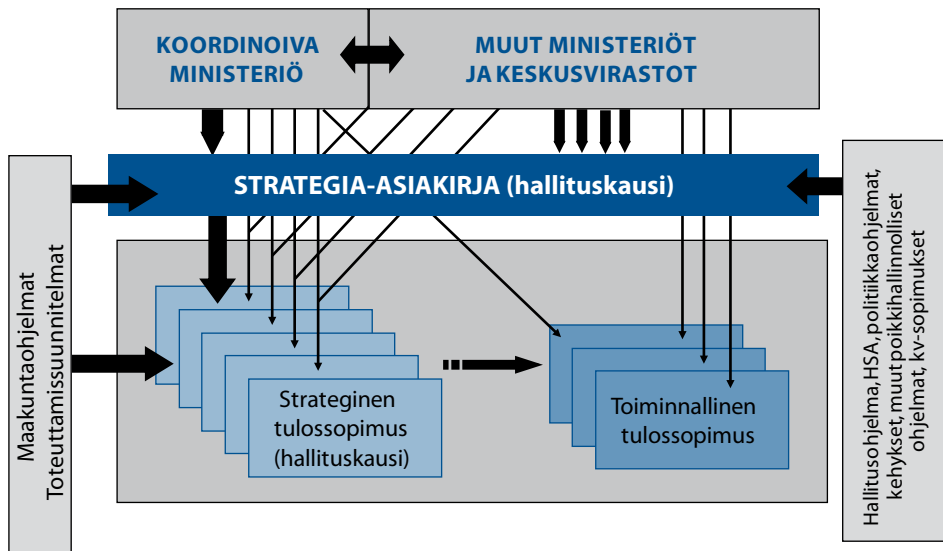 KOORDINOIVA
MINISTERIÖ
MUUT MINISTERIÖT
JA KESKUSVIRASTOT
STRATEGIA-ASIAKIRJA (hallituskausi)
Maakuntaohjelmat
Toteuttamissuunnitelmat
Strateginen
tulossopimus
(hallituskausi)
Toiminnallinen
tulossopimus
Hallitusohjelma, HSA, politiikkaohjelmat,
kehykset, muut poikkihallinnolliset
ohjelmat, kv-sopimukset